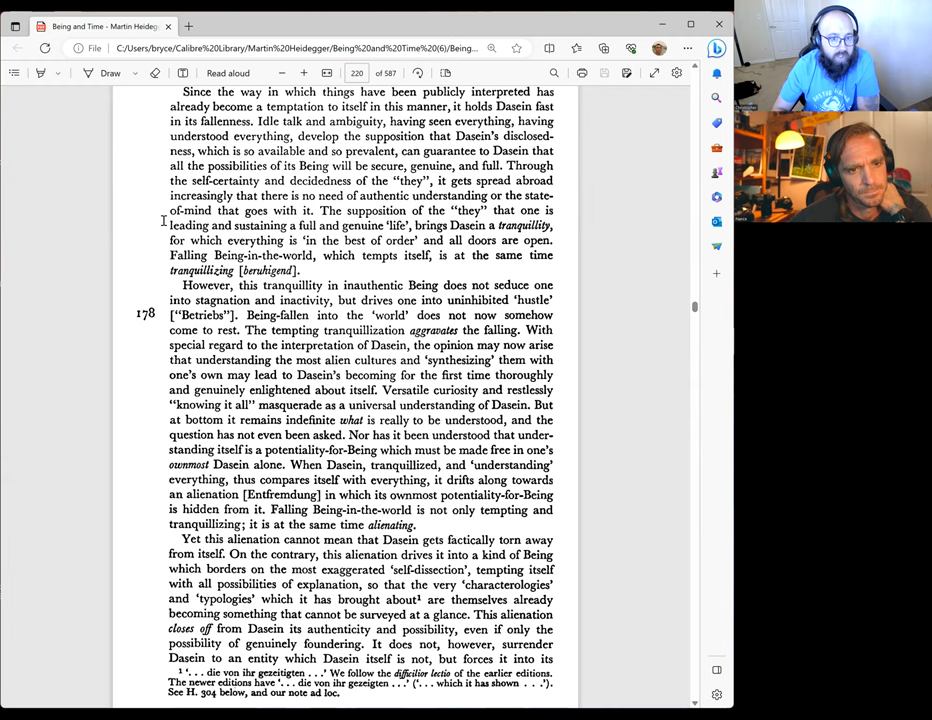 Being and Time - Martin Heideg
File
C:/Users/bryce/Calibre%20Library/Martin%20Heidegger/Being%20and%20Time%20(6)/Being...
Draw
Read aloud
220
of 587
Since the way in which things have been publicly interpreted has
already become a temptation to itself in this manner, it holds Dasein fast
in its fallenness. Idle talk and ambiguity, having seen everything, having
understood everything, develop the supposition that Dasein's disclosed-
ness, which is so available and so prevalent, can guarantee to Dasein that
all the possibilities of its Being will be secure, genuine, and full. Through
the self-certainty and decidedness of the “they”, it gets spread abroad
increasingly that there is no need of authentic understanding or the state-
of-mind that goes with it. The supposition of the “they” that one is
leading and sustaining a full and genuine ‘life’, brings Dasein a tranquillity,
for which everything is ‘in the best of order’ and all doors are open.
Falling Being-in-the-world, which tempts itself, is at the same time
tranquillizing [beruhigend].
However, this tranquillity in inauthentic Being does not seduce one
into stagnation and inactivity, but drives one into uninhibited ‘hustle’
178 [“Betriebs”]. Being-fallen into the ‘world’ does not now somehow
come to rest. The tempting tranquillization aggravates the falling. With
special regard to the interpretation of Dasein, the opinion may now arise
that understanding the most alien cultures and ‘synthesizing’ them with
one's own may lead to Dasein's becoming for the first time thoroughly
and genuinely enlightened about itself. Versatile curiosity and restlessly
“knowing it all” masquerade as a universal understanding of Dasein. But
at bottom it remains indefinite what is really to be understood, and the
question has not even been asked. Nor has it been understood that under-
standing itself is a potentiality-for-Being which must be made free in one's
ownmost Dasein alone. When Dasein, tranquillized, and ‘understanding’
everything, thus compares itself with everything, it drifts along towards
an alienation [Entfremdung] in which its ownmost potentiality-for-Being
is hidden from it. Falling Being-in-the-world is not only tempting and
tranquillizing; it is at the same time alienating.
Yet this alienation cannot mean that Dasein gets factically torn away
from itself. On the contrary, this alienation drives it into a kind of Being
which borders on the most exaggerated ‘self-dissection’, tempting itself
with all possibilities of explanation, so that the very ‘characterologies’
and ‘typologies’ which it has brought about¹ are themselves already
becoming something that cannot be surveyed at a glance. This alienation
closes off from Dasein its authenticity and possibility, even if only the
possibility of genuinely foundering. It does not, however, surrender
Dasein to an entity which Dasein itself is not, but forces it into its
¹ ‘. . . die von ihr gezeitigten . . .’ We follow the difficilior lectio of the earlier editions.
The newer editions have ‘. . . die von ihr gezeigten . . .’ (‘. . . which it has shown . . .’).
See H. 304 below, and our note ad loc.